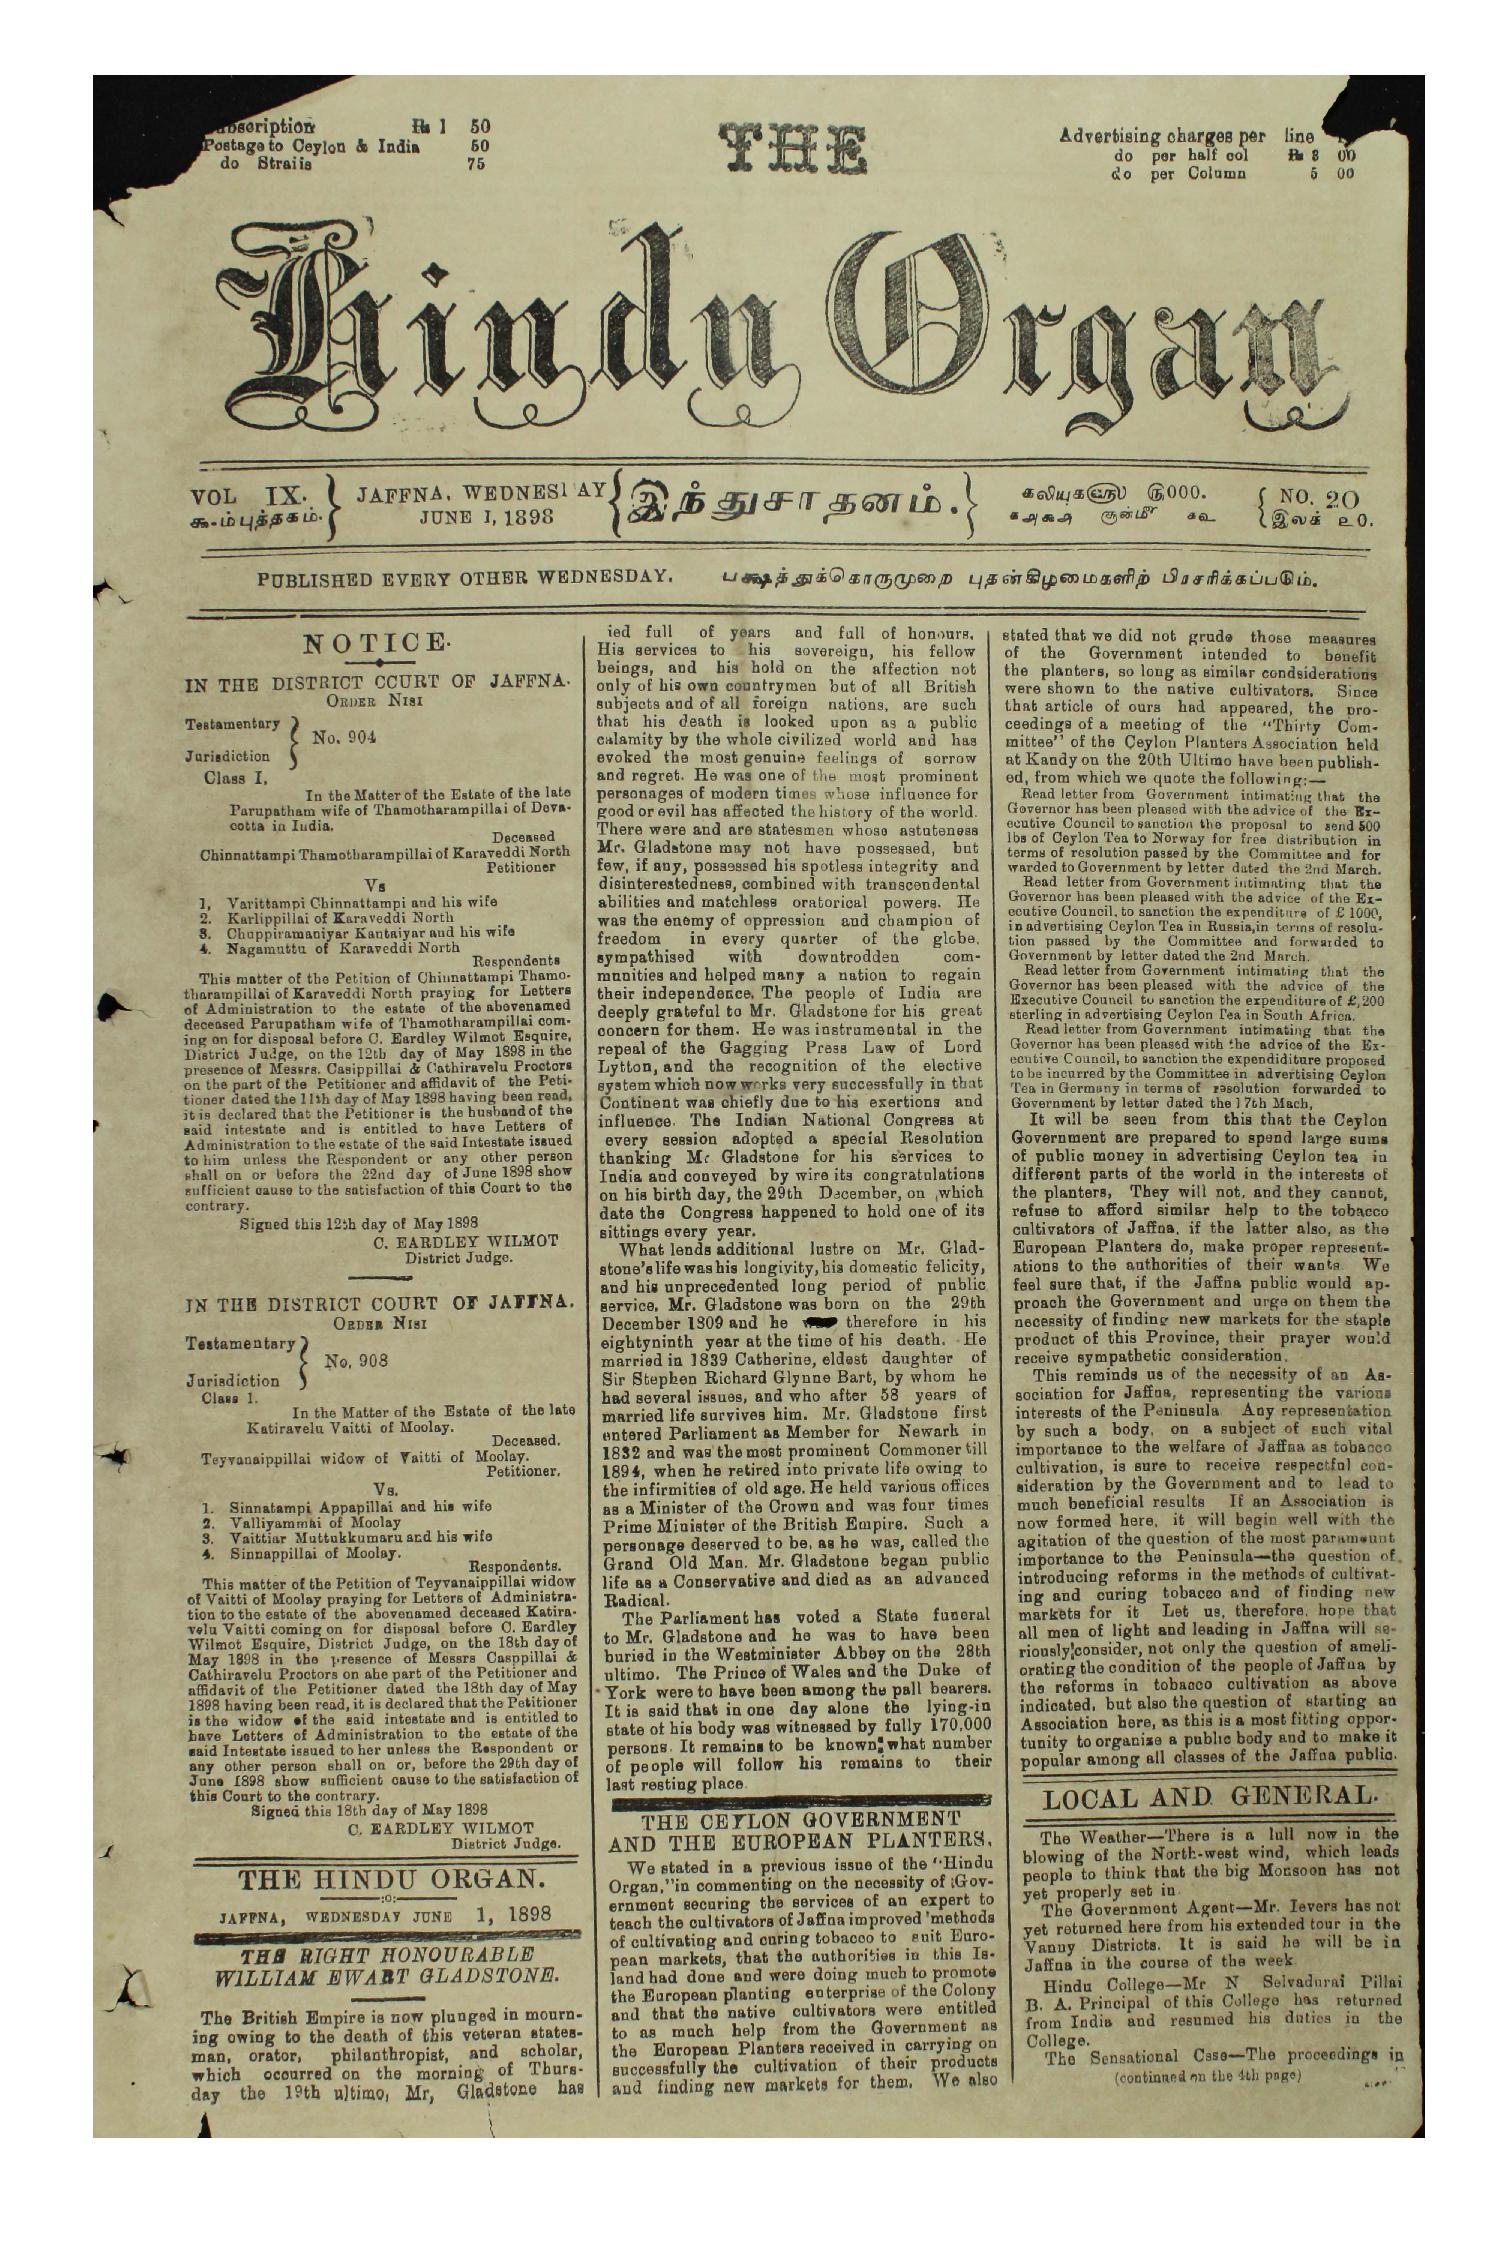 Subscription ₨ 1 50
Postage to Ceylon & India 50
do Straiis 75
THE
Advertising charges per line
do per half col ₨ 3 00
do per Column 5 00
Hindu Organ
VOL IX.
JAFFNA, WEDNESDAY
JUNE 1, 1898
இந்துசாதனம்.
NO. 20
இலக் ௨0.
PUBLISHED EVERY OTHER WEDNESDAY. பக்ஷத்துக்கொருமுறை புதன்கிழமைகளிற் பிரசரிக்கப்படும்.
NOTICE.
IN THE DISTRICT CCURT OF JAFFNA.
ORDER NISI
Testamentary
No. 904
Jurisdiction
Class I.
In the Matter of the Estate of the late
Parupatham wife of Thamotharampillai of Deva-
cotta in India.
Deceased
Chinnattampi Thamotharampillai of Karaveddi North
Petitioner
Vs
1, Varittampi Chinnattampi and his wife
2. Karlippillai of Karaveddi North
3. Chuppiramaniyar Kantaiyar and his wife
4. Nagamuttu of Karaveddi North
Respondents
This matter of the Petition of Chinnattampi Thamo-
tharampillai of Karaveddi North praying for Letters
of Administration to the estate of the abovenamed
deceased Parupatham wife of Thamotharampillai com-
ing on for disposal before C. Eardley Wilmot Esquire,
District Judge, on the 12th day of May 1898 in the
presence of Messrs. Casippillai & Cathiravelu Proctors
on the part of the Petitioner and affidavit of the Peti-
tioner dated the 11th day of May 1898 having been read,
it is declared that the Petitioner is the husband of the
said intestate and is entitled to have Letters of
Administration to the estate of the said Intestate issued
to him unless the Respondent or any other person
shall on or before the 22nd day of June 1898 show
sufficient cause to the satisfaction of this Court to the
contrary.
Signed this 12th day of May 1898
C. EARDLEY WILMOT
District Judge.
IN THE DISTRICT COURT OF JAFFNA.
ORDER NISI
Testamentary
No. 908
Jurisdiction
Class 1.
In the Matter of the Estate of the late
Katiravelu Vaitti of Moolay.
Deceased.
Teyvanaippillai widow of Vaitti of Moolay.
Petitioner.
Vs.
1. Sinnatampi Appapillai and his wife
2. Valliyammai of Moolay
3. Vaittiar Muttukkumaru and his wife
4. Sinnappillai of Moolay.
Respondents.
This matter of the Petition of Teyvanaippillai widow
of Vaitti of Moolay praying for Letters of Administra-
tion to the estate of the abovenamed deceased Katira-
velu Vaitti coming on for disposal before C. Eardley
Wilmot Esquire, District Judge, on the 18th day of
May 1898 in the presence of Messrs Casppillai &
Cathiravelu Proctors on ahe part of the Petitioner and
affidavit of the Petitioner dated the 18th day of May
1898 having been read, it is declared that the Petitioner
is the widow of the said intestate and is entitled to
have Letters of Administration to the estate of the
said Intestate issued to her unless the Respondent or
any other person shall on or, before the 29th day of
June 1898 show sufficient cause to the satisfaction of
this Court to the contrary.
Signed this 18th day of May 1898
C. EARDLEY WILMOT
District Judge.
THE HINDU ORGAN.
:o:
JAFFNA, WEDNESDAY JUNE 1, 1898
THE RIGHT HONOURABLE
WILLIAM EWART GLADSTONE.
The British Empire is now plunged in mourn-
ing owing to the death of this veteran states-
man, orator, philanthropist, and scholar,
which occurred on the morning of Thurs-
day the 19th ultimo, Mr, Gladstone has
ied full of years and full of honours.
His services to his sovereign, his fellow
beings, and his hold on the affection not
only of his own countrymen but of all British
subjects and of all foreign nations, are such
that his death is looked upon as a public
calamity by the whole civilized world and has
evoked the most genuine feelings of sorrow
and regret. He was one of the most prominent
personages of modern times whose influence for
good or evil has affected the history of the world.
There were and are statesmen whose astuteness
Mr. Gladstone may not have possessed, but
few, if any, possessed his spotless integrity and
disinterestedness, combined with transcendental
abilities and matchless oratorical powers. He
was the enemy of oppression and champion of
freedom in every quarter of the globe,
sympathised with downtrodden com-
munities and helped many a nation to regain
their independence. The people of India are
deeply grateful to Mr. Gladstone for his great
concern for them. He was instrumental in the
repeal of the Gagging Press Law of Lord
Lytton, and the recognition of the elective
system which now works very successfully in that
Continent was chiefly due to his exertions and
influence. The Indian National Congress at
every session adopted a special Resolution
thanking Mr Gladstone for his services to
India and conveyed by wire its congratulations
on his birth day, the 29th December, on which
date the Congress happened to hold one of its
sittings every year.
What lends additional lustre on Mr. Glad-
stone's life was his longivity, his domestic felicity,
and his unprecedented long period of public
service. Mr. Gladstone was born on the 29th
December 1809 and he therefore in his
eightyninth year at the time of his death. He
married in 1839 Catherine, eldest daughter of
Sir Stephen Richard Glynne Bart, by whom he
had several issues, and who after 58 years of
married life survives him. Mr. Gladstone first
entered Parliament as Member for Newark in
1832 and was the most prominent Commoner till
1894, when he retired into private life owing to
the infirmities of old age. He held various offices
as a Minister of the Crown and was four times
Prime Minister of the British Empire. Such a
personage deserved to be, as he was, called the
Grand Old Man. Mr. Gladstone began public
life as a Conservative and died as an advanced
Radical.
The Parliament has voted a State funeral
to Mr. Gladstone and he was to have been
buried in the Westminister Abbey on the 28th
ultimo. The Prince of Wales and the Duke of
York were to have been among the pall bearers.
It is said that in one day alone the lying-in
state of his body was witnessed by fully 170,000
persons. It remains to be known; what number
of people will follow his remains to their
last resting place.
THE CEYLON GOVERNMENT
AND THE EUROPEAN PLANTERS.
We stated in a previous issue of the "Hindu
Organ," in commenting on the necessity of Gov-
ernment securing the services of an expert to
teach the cultivators of Jaffna improved methods
of cultivating and curing tobacco to suit Euro-
pean markets, that the authorities in this Is-
land had done and were doing much to promote
the European planting enterprise of the Colony
and that the native cultivators were entitled
to as much help from the Government as
the European Planters received in carrying on
successfully the cultivation of their products
and finding new markets for them. We also
stated that we did not grude those measures
of the Government intended to benefit
the planters, so long as similar condsiderations
were shown to the native cultivators. Since
that article of ours had appeared, the pro-
ceedings of a meeting of the "Thirty Com-
mittee" of the Ceylon Planters Association held
at Kandy on the 20th Ultimo have been publish-
ed, from which we quote the following:—
Read letter from Government intimating that the
Governor has been pleased with the advice of the Ex-
ecutive Council to sanction the proposal to send 500
lbs of Ceylon Tea to Norway for free distribution in
terms of resolution passed by the Committee and for
warded to Government by letter dated the 2nd March.
Read letter from Government intimating that the
Governor has been pleased with the advice of the Ex-
ecutive Council, to sanction the expenditure of £ 1000,
in advertising Ceylon Tea in Russia, in terms of resolu-
tion passed by the Committee and forwarded to
Government by letter dated the 2nd March.
Read letter from Government intimating that the
Governor has been pleased with the advice of the
Executive Council to sanction the expenditure of £,200
sterling in advertising Ceylon Tea in South Africa.
Read letter from Government intimating that the
Governor has been pleased with the advice of the Ex-
ecutive Council, to sanction the expendiditure proposed
to be incurred by the Committee in advertising Ceylon
Tea in Germany in terms of resolution forwarded to
Government by letter dated the 17th Mach,
It will be seen from this that the Ceylon
Government are prepared to spend large sums
of public money in advertising Ceylon tea in
different parts of the world in the interests of
the planters, They will not, and they cannot,
refuse to afford similar help to the tobacco
cultivators of Jaffna, if the latter also, as the
European Planters do, make proper represent-
ations to the authorities of their wants. We
feel sure that, if the Jaffna public would ap-
proach the Government and urge on them the
necessity of finding new markets for the staple
product of this Province, their prayer would
receive sympathetic consideration.
This reminds us of the necessity of an As-
sociation for Jaffna, representing the various
interests of the Peninsula Any representation
by such a body, on a subject of such vital
importance to the welfare of Jaffna as tobacco
cultivation, is sure to receive respectful con-
sideration by the Government and to lead to
much beneficial results If an Association is
now formed here, it will begin well with the
agitation of the question of the most paramount
importance to the Peninsula—the question of
introducing reforms in the methods of cultivat-
ing and curing tobacco and of finding new
markets for it Let us, therefore, hope that
all men of light and leading in Jaffna will se-
riously consider, not only the question of ameli-
orating the condition of the people of Jaffna by
the reforms in tobacco cultivation as above
indicated, but also the question of starting an
Association here, as this is a most fitting oppor-
tunity to organise a public body and to make it
popular among all classes of the Jaffna public.
LOCAL AND GENERAL.
The Weather—There is a lull now in the
blowing of the North-west wind, which leads
people to think that the big Monsoon has not
yet properly set in.
The Government Agent—Mr. Ievers has not
yet returned here from his extended tour in the
Vanny Districts. It is said he will be in
Jaffna in the course of the week.
Hindu College—Mr N Selvadurai Pillai
B. A. Principal of this College has returned
from India and resumed his duties in the
College.
The Sensational Case—The proceedings in
(continued on the 4th page)